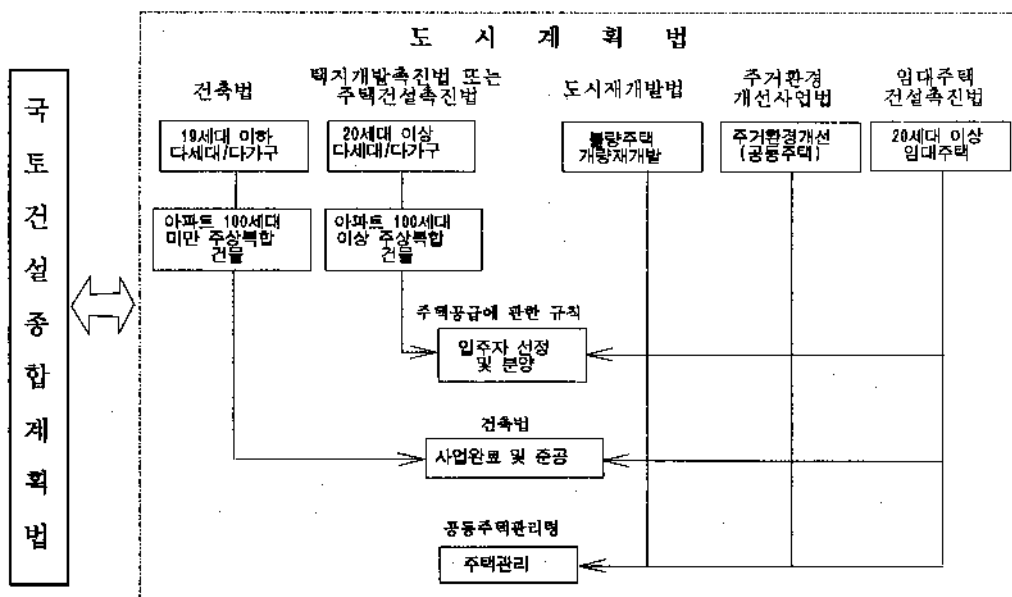 도 시 계 획 법
국토건설종합계획법
건축법
택지개발촉진법 또는
주택건설촉진법
도시재개발법
주거환경
개선사업법
임대주택
건설촉진법
19세대 이하
다세대/다가구
20세대 이상
다세대/다가구
불량주택
개량재개발
주거환경개선
(공동주택)
20세대 이상
임대주택
아파트 100세대
미만 주상복합
건물
아파트 100세대
이상 주상복합
건물
주택공급에 관한 규칙
입주자 선정
및 분양
건축법
사업완료 및 준공
공동주택관리령
주택관리